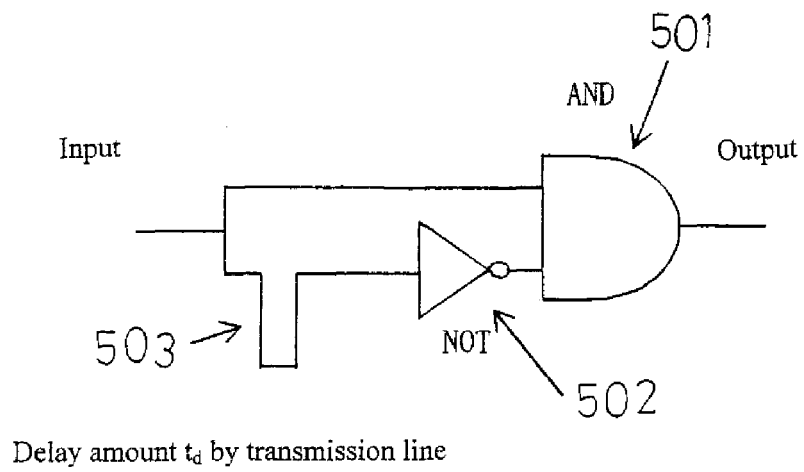 501
AND
Input
Output
503
NOT
502
Delay amount td by transmission line